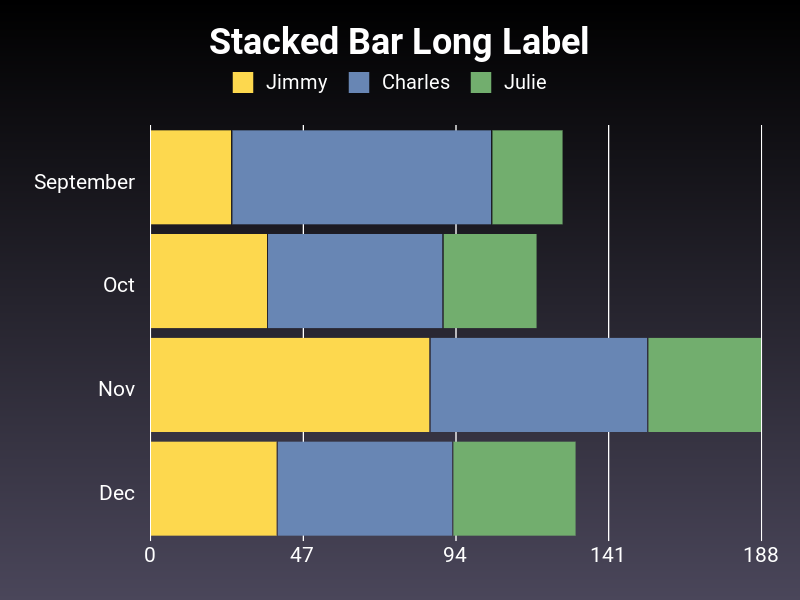 Stacked Bar Long Label
Jimmy Charles Julie
September
Oct
Nov
Dec
0 47 94 141 188